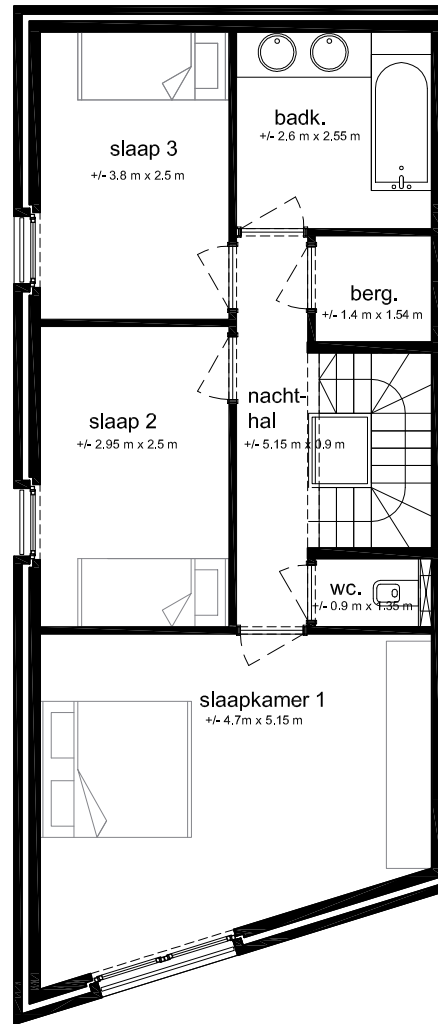 badk.
+/- 2.6 m x 2.55 m
slaap 3
+/- 3.8 m x 2.5 m
berg.
+/- 1.4 m x 1.54 m
nacht-
hal
+/- 5.15 m x 0.9 m
slaap 2
+/- 2.95 m x 2.5 m
wc.
+/- 0.9 m x 1.35 m
slaapkamer 1
+/- 4.7m x 5.15 m